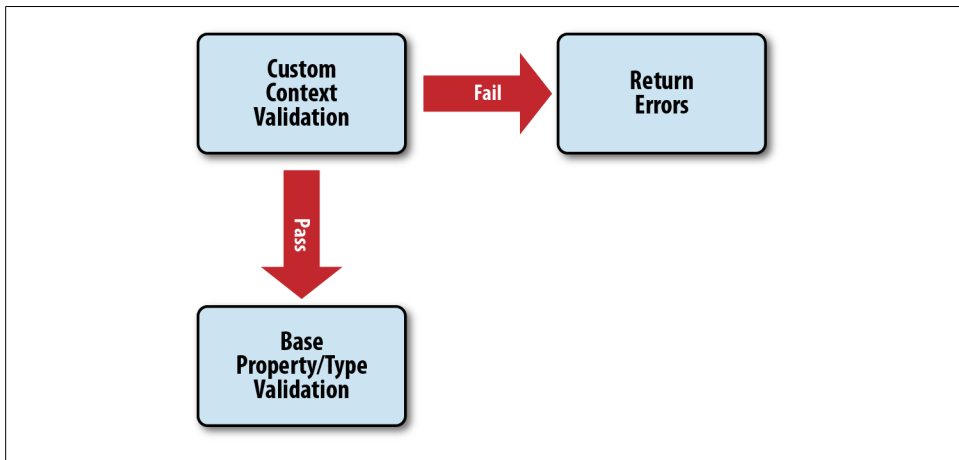 Custom
Context
Validation
Fail
Return
Errors
Pass
Base
Property/Type
Validation